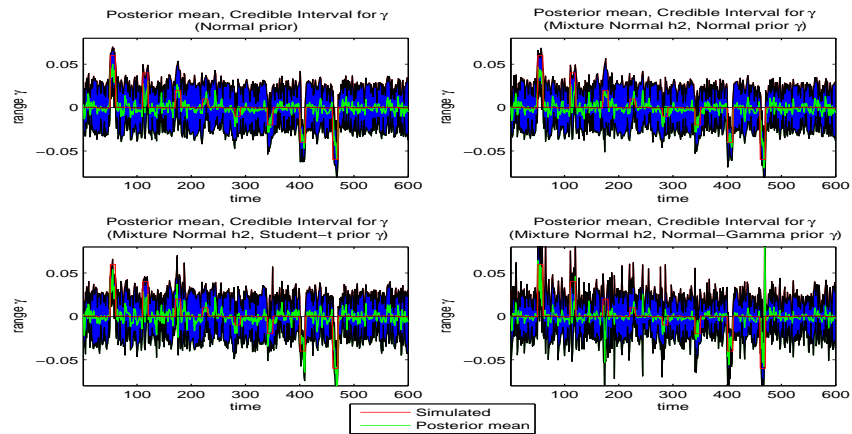 Posterior mean, Credible Interval for γ
(Normal prior)
range γ
0.05
0
−0.05
100 200 300 400 500 600
time
Posterior mean, Credible Interval for γ
(Mixture Normal h2, Normal prior γ)
range γ
0.05
0
−0.05
100 200 300 400 500 600
time
Posterior mean, Credible Interval for γ
(Mixture Normal h2, Student−t prior γ)
range γ
0.05
0
−0.05
100 200 300 400 500 600
time
Posterior mean, Credible Interval for γ
(Mixture Normal h2, Normal−Gamma prior γ)
range γ
0.05
0
−0.05
100 200 300 400 500 600
time
Simulated
Posterior mean